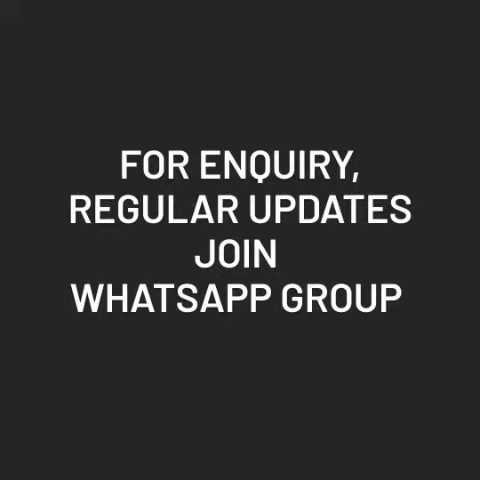 FOR ENQUIRY,
REGULAR UPDATES
JOIN
WHATSAPP GROUP